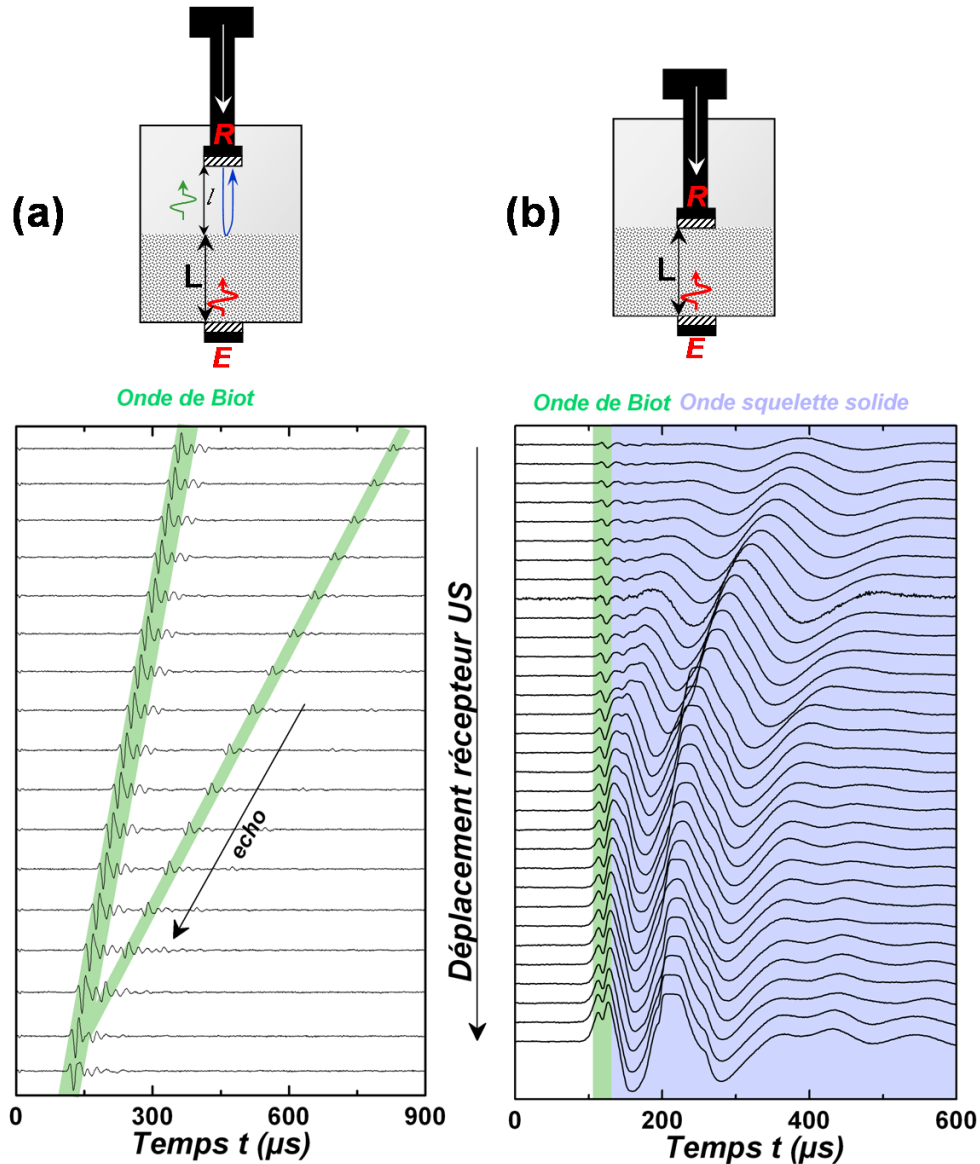 R
(a)
l
L
E
R
(b)
L
E
Onde de Biot
echo
0
300
600
900
Temps t (µs)
Déplacement récepteur US
Onde de Biot
Onde squelette solide
0
200
400
600
Temps t (µs)